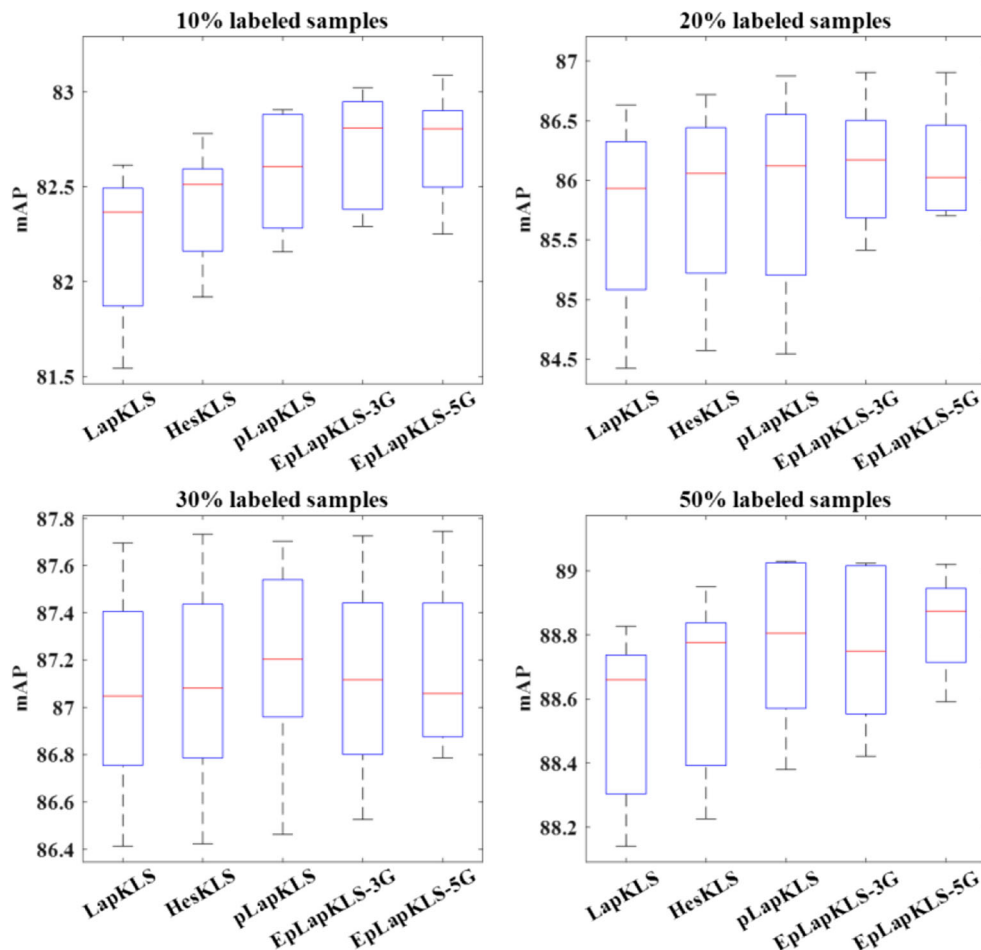 10% labeled samples
mAP
83
82.5
82
81.5
LapKLS
HesKLS
pLapKLS
EpLapKLS-3G
EpLapKLS-5G
20% labeled samples
mAP
87
86.5
86
85.5
85
84.5
LapKLS
HesKLS
pLapKLS
EpLapKLS-3G
EpLapKLS-5G
30% labeled samples
mAP
87.8
87.6
87.4
87.2
87
86.8
86.6
86.4
LapKLS
HesKLS
pLapKLS
EpLapKLS-3G
EpLapKLS-5G
50% labeled samples
mAP
89
88.8
88.6
88.4
88.2
LapKLS
HesKLS
pLapKLS
EpLapKLS-3G
EpLapKLS-5G